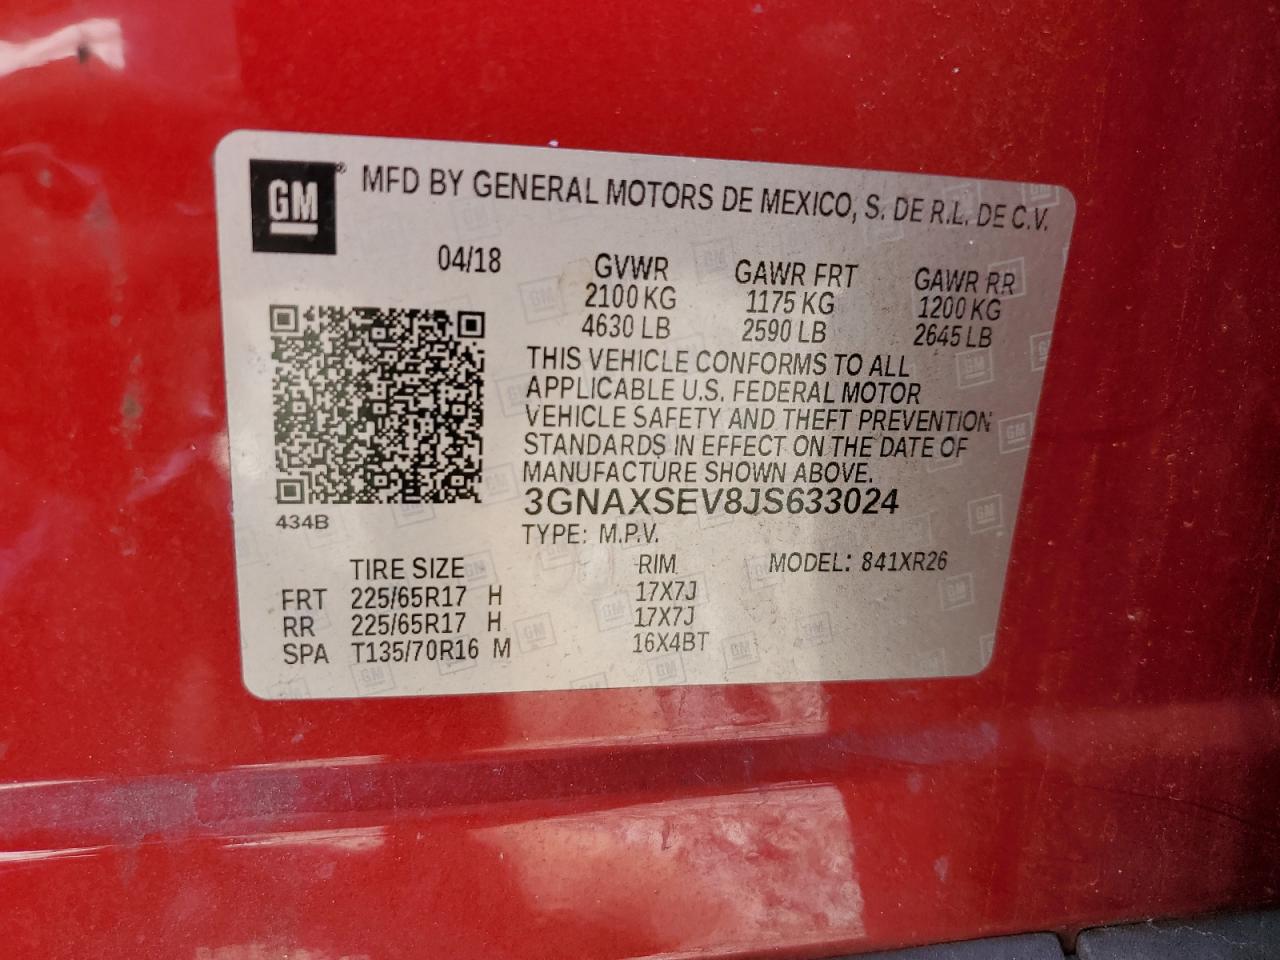 GM® MFD BY GENERAL MOTORS DE MEXICO, S. DE R.L. DE C.V.
04/18 GVWR GAWR FRT GAWR RR
2100 KG 1175 KG 1200 KG
4630 LB 2590 LB 2645 LB
THIS VEHICLE CONFORMS TO ALL
APPLICABLE U.S. FEDERAL MOTOR
VEHICLE SAFETY AND THEFT PREVENTION
STANDARDS IN EFFECT ON THE DATE OF
MANUFACTURE SHOWN ABOVE.
3GNAXSEV8JS633024
434B
TYPE: M.P.V.
TIRE SIZE RIM MODEL: 841XR26
FRT 225/65R17 H 17X7J
RR 225/65R17 H 17X7J
SPA T135/70R16 M 16X4BT